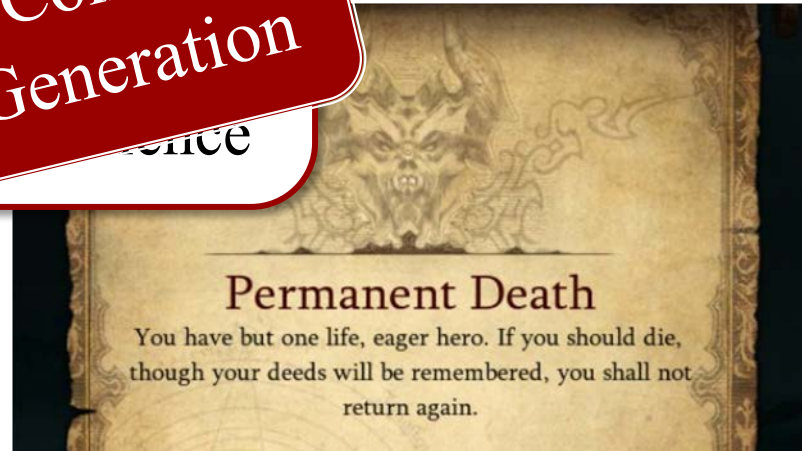 Generation
Permanent Death
You have but one life, eager hero. If you should die,
though your deeds will be remembered, you shall not
return again.